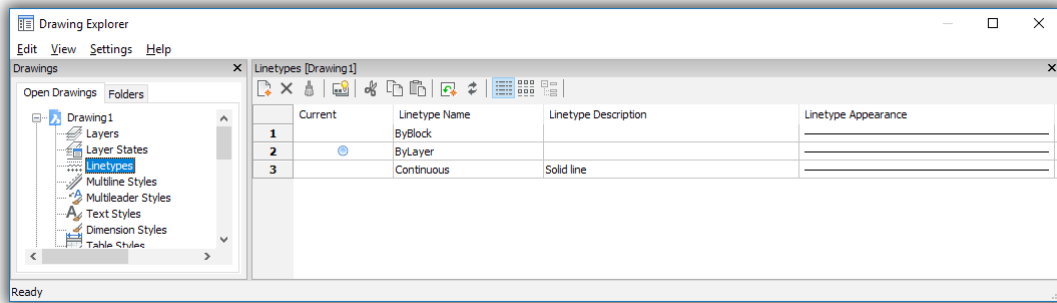 Drawing Explorer
Edit View Settings Help
Drawings
Open Drawings Folders
Drawing1
Layers
Layer States
Linetypes
Multiline Styles
Multileader Styles
Text Styles
Dimension Styles
Table Styles
Linetypes [Drawing1]
Current Linetype Name Linetype Description Linetype Appearance
1 ByBlock
2 ByLayer
3 Continuous Solid line
Ready